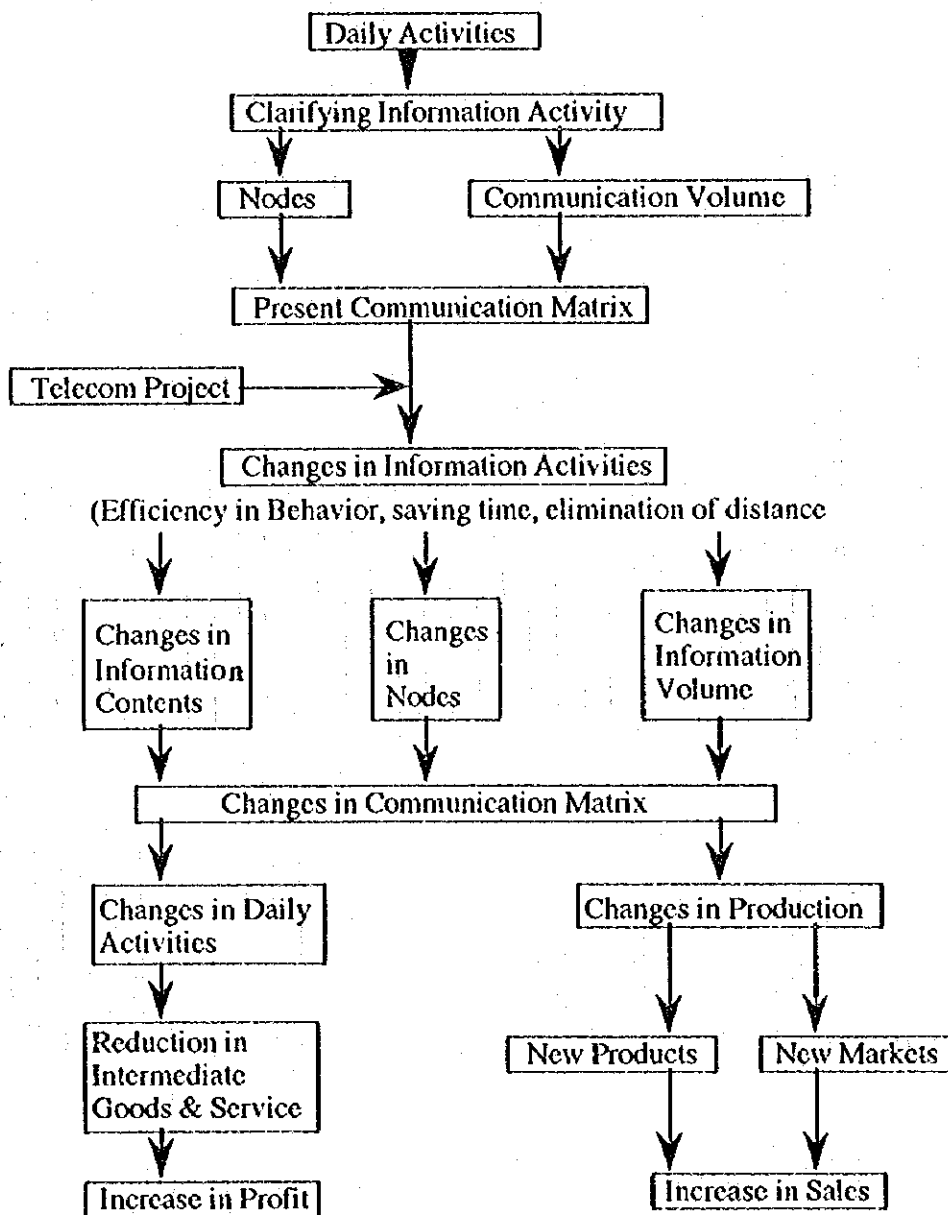 Daily Activities
Clarifying Information Activity
Nodes
Communication Volume
Present Communication Matrix
Telecom Project
Changes in Information Activities
(Efficiency in Behavior, saving time, elimination of distance
Changes in
Information
Contents
Changes
in
Nodes
Changes in
Information
Volume
Changes in Communication Matrix
Changes in Daily
Activities
Changes in Production
Reduction in
Intermediate
Goods & Service
New Products
New Markets
Increase in Profit
Increase in Sales